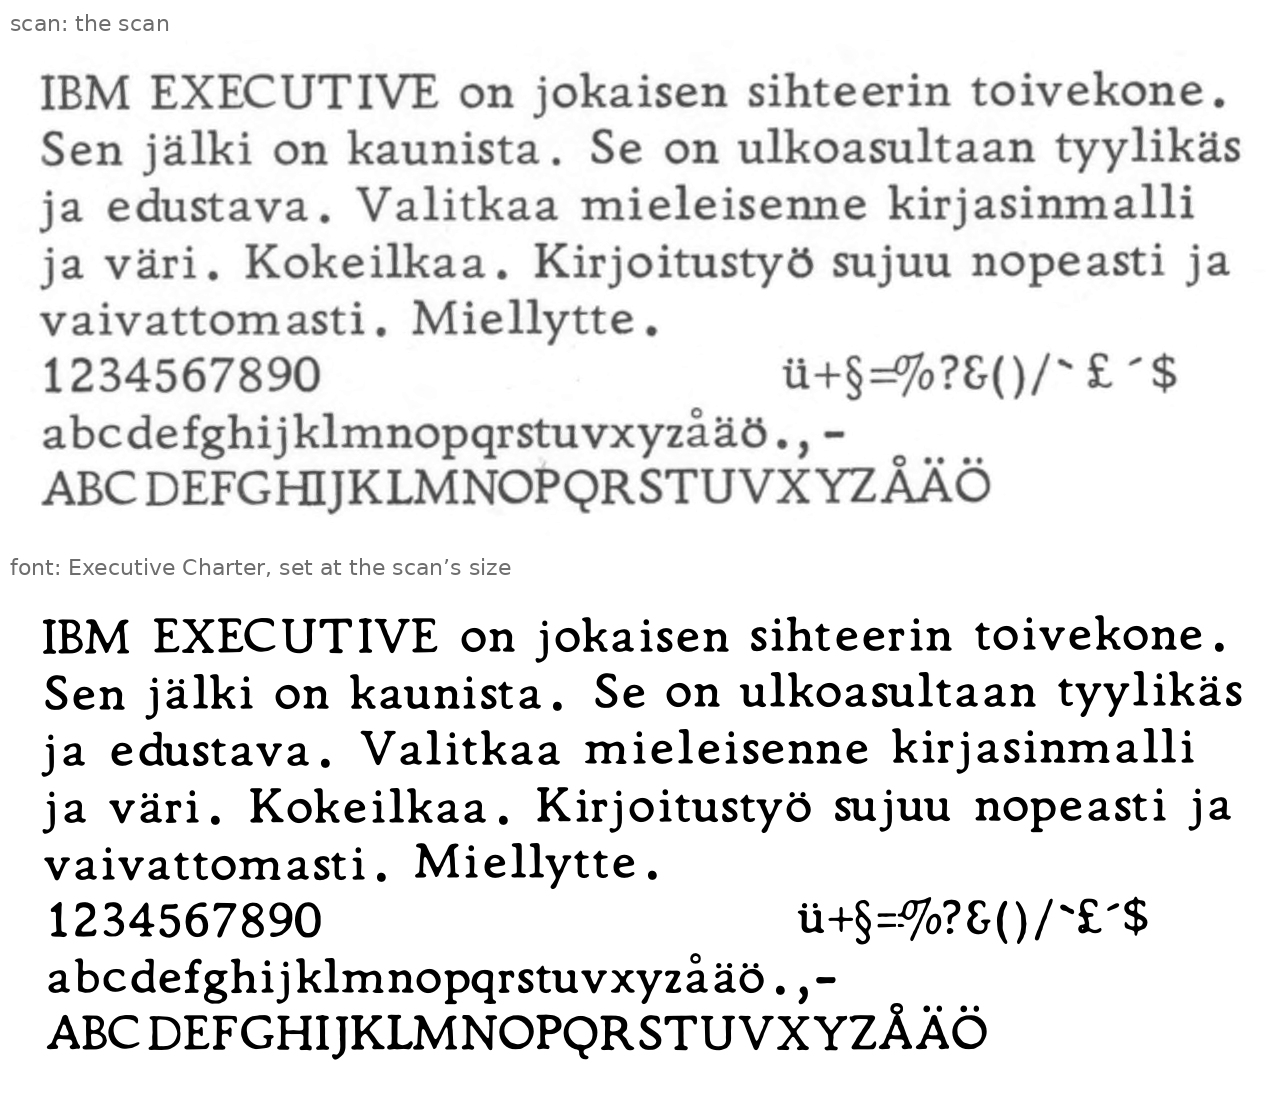 scan: the scan
IBM EXECUTIVE on jokaisen sihteerin toivekone.
Sen jälki on kaunista. Se on ulkoasultaan tyylikäs
ja edustava. Valitkaa mieleisenne kirjasinmalli
ja väri. Kokeilkaa. Kirjoitustyö sujuu nopeasti ja
vaivattomasti. Miellytte.
1234567890 ü+§=%?&()/`£´$
abcdefghijklmnopqrstuvxyzåäö.,-
ABCDEFGHIJKLMNOPQRSTUVXYZÅÄÖ
font: Executive Charter, set at the scan’s size
IBM EXECUTIVE on jokaisen sihteerin toivekone.
Sen jälki on kaunista. Se on ulkoasultaan tyylikäs
ja edustava. Valitkaa mieleisenne kirjasinmalli
ja väri. Kokeilkaa. Kirjoitustyö sujuu nopeasti ja
vaivattomasti. Miellytte.
1234567890 ü+§=%?&()/`£´$
abcdefghijklmnopqrstuvxyzåäö.,-
ABCDEFGHIJKLMNOPQRSTUVXYZÅÄÖ